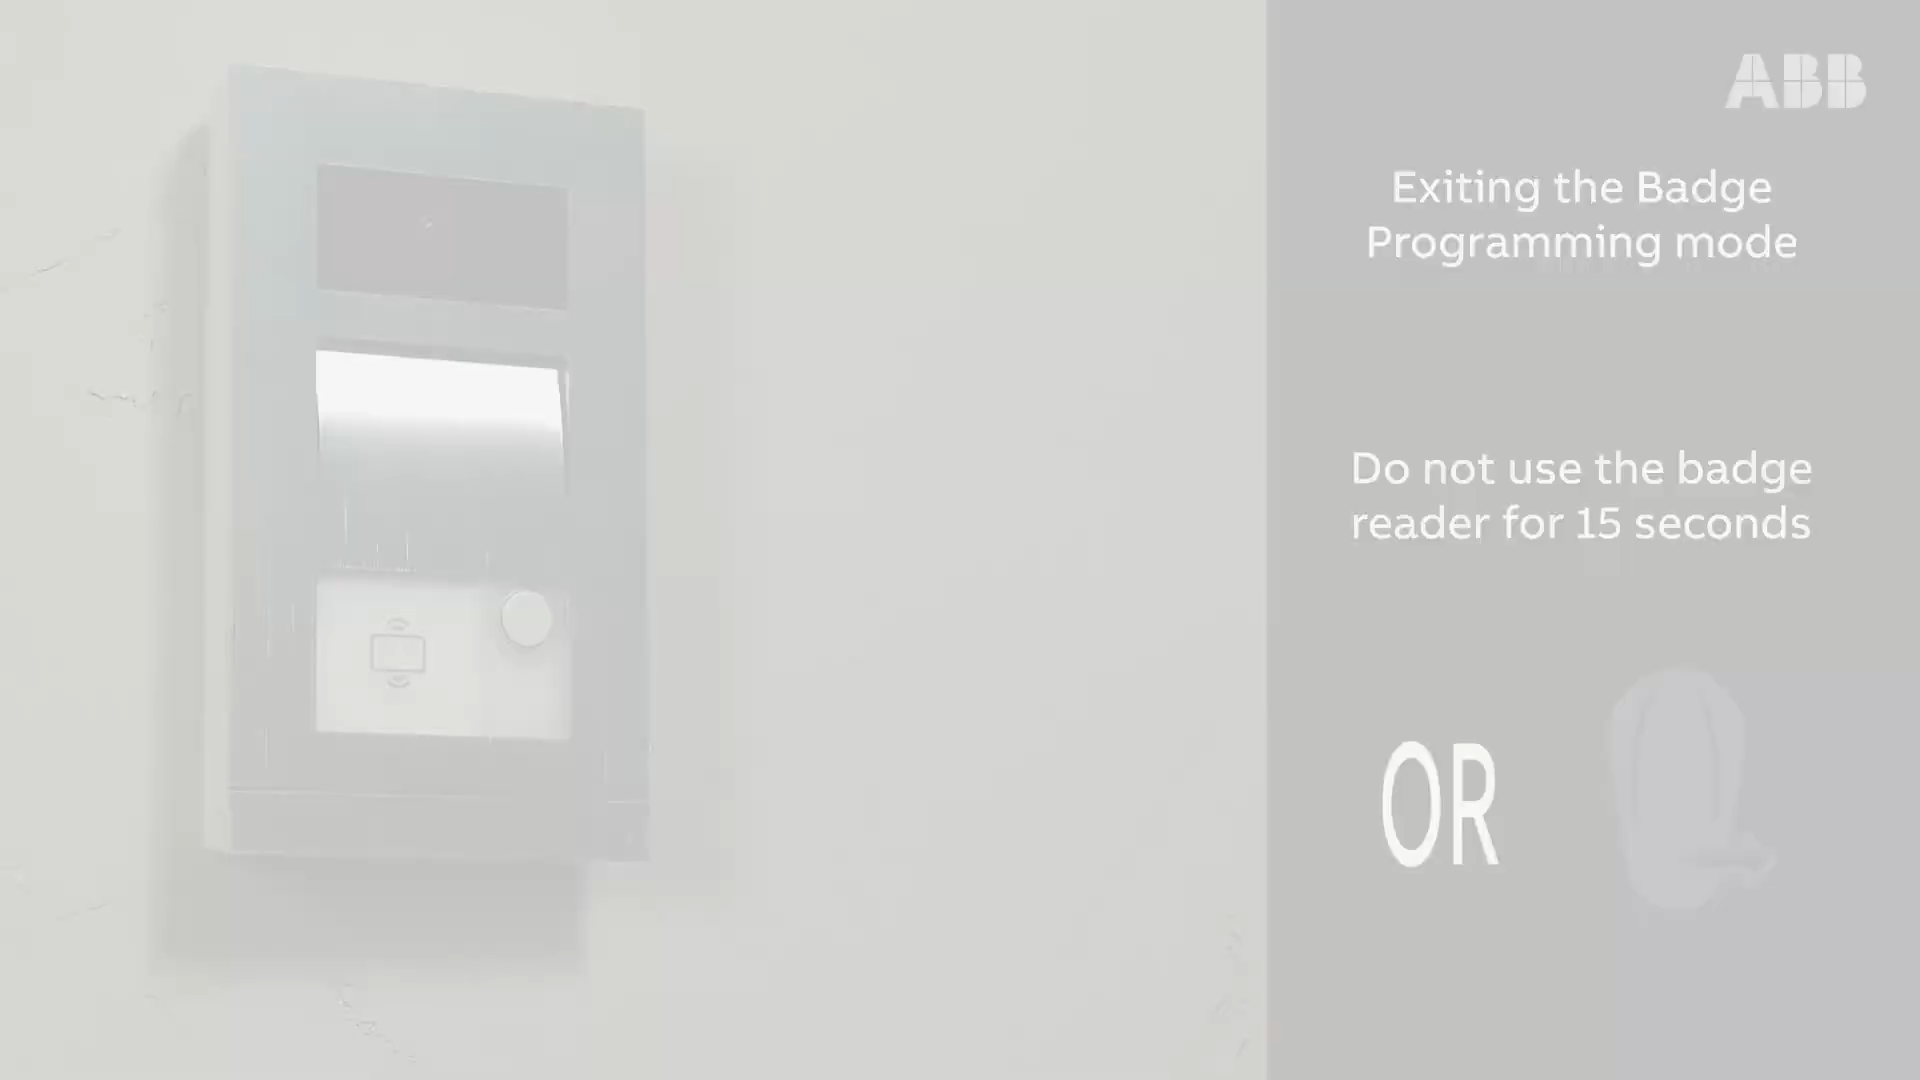 ABB
Exiting the Badge
Programming mode
Do not use the badge
reader for 15 seconds
OR